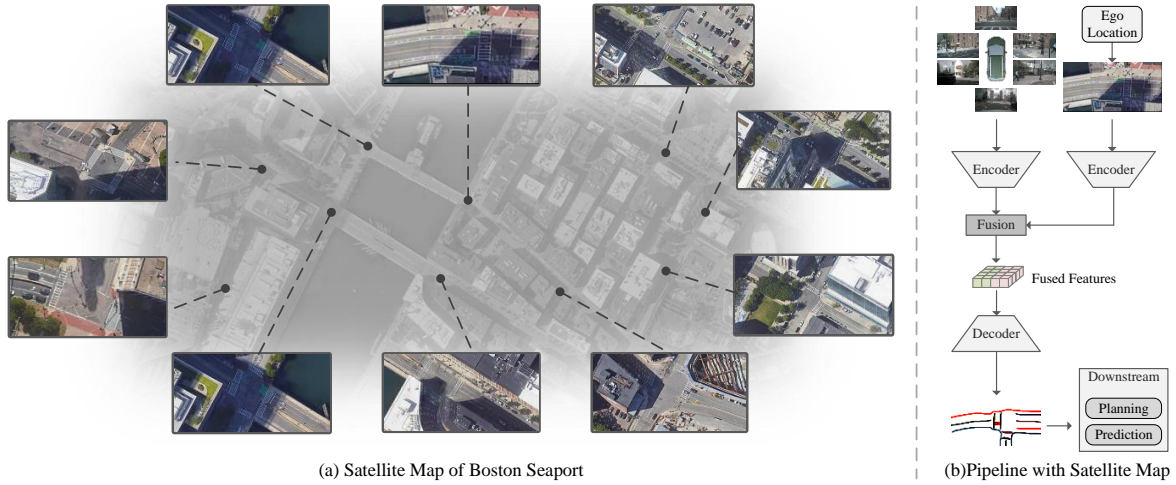 Ego
Location
Encoder
Encoder
Fusion
Fused Features
Decoder
Downstream
Planning
Prediction
(a) Satellite Map of Boston Seaport
(b)Pipeline with Satellite Map